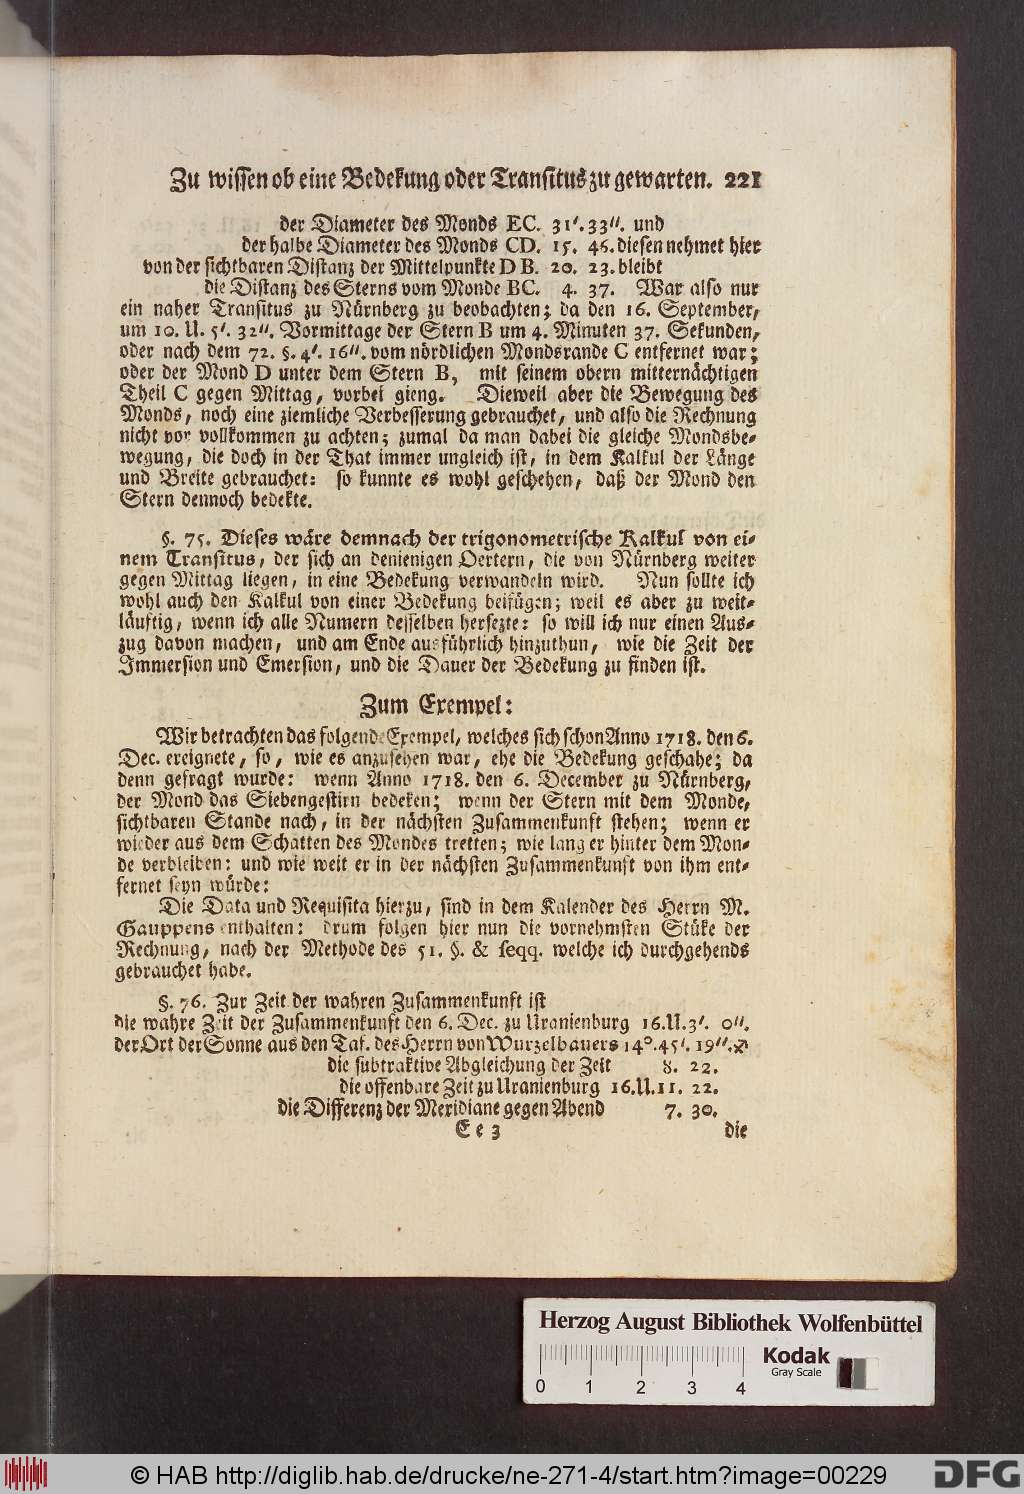 Zu wissen ob eine Bedekung oder Transitus zu gewarten. 221
der Diameter des Monds EC. 31′.33″. und
der halbe Diameter des Monds CD. 15. 46. diesen nehmet hier
von der sichtbaren Distanz der Mittelpunkte D B. 20. 23. bleibt
die Distanz des Sterns vom Monde BC. 4. 37. War also nur
ein naher Transitus zu Nürnberg zu beobachten; da den 16. September,
um 10. U. 5′. 32″. Vormittage der Stern B um 4. Minuten 37. Sekunden,
oder nach dem 72. §. 4′. 16″. vom nördlichen Mondsrande C entfernet war;
oder der Mond D unter dem Stern B, mit seinem obern mitternächtigen
Theil C gegen Mittag, vorbei gieng. Dieweil aber die Bewegung des
Monds, noch eine ziemliche Verbesserung gebrauchet, und also die Rechnung
nicht vor vollkommen zu achten; zumal da man dabei die gleiche Mondsbe-
wegung, die doch in der That immer ungleich ist, in dem Kalkul der Länge
und Breite gebrauchet: so kunnte es wohl geschehen, daß der Mond den
Stern dennoch bedekte.
§. 75. Dieses wäre demnach der trigonometrische Kalkul von ei-
nem Transitus, der sich an denienigen Oertern, die von Nürnberg weiter
gegen Mittag liegen, in eine Bedekung verwandeln wird. Nun sollte ich
wohl auch den Kalkul von einer Bedekung beifügen; weil es aber zu weit-
läuftig, wenn ich alle Numern desselben hersezte: so will ich nur einen Aus-
zug davon machen, und am Ende ausführlich hinzuthun, wie die Zeit der
Immersion und Emersion, und die Dauer der Bedekung zu finden ist.
Zum Exempel:
Wir betrachten das folgende Exempel, welches sich schon Anno 1718. den 6.
Dec. ereignete, so, wie es anzusehen war, ehe die Bedekung geschahe; da
denn gefragt wurde: wenn Anno 1718. den 6. December zu Nürnberg,
der Mond das Siebengestirn bedeken; wenn der Stern mit dem Monde,
sichtbaren Stande nach, in der nächsten Zusammenkunft stehen; wenn er
wieder aus dem Schatten des Mondes tretten; wie lang er hinter dem Mon-
de verbleiben: und wie weit er in der nächsten Zusammenkunft von ihm ent-
fernet seyn würde:
Die Data und Requisita hierzu, sind in dem Kalender des Herrn M.
Gauppens enthalten: drum folgen hier nun die vornehmsten Stüke der
Rechnung, nach der Methode des 51. §. & seqq. welche ich durchgehends
gebrauchet habe.
§. 76. Zur Zeit der wahren Zusammenkunft ist
die wahre Zeit der Zusammenkunft den 6. Dec. zu Uranienburg 16.U.3′. 0″.
der Ort der Sonne aus den Taf. des Herrn von Wurzelbauers 14°.45′. 19″.♐
die subtraktive Abgleichung der Zeit 8. 22.
die offenbare Zeit zu Uranienburg 16.U.11. 22.
die Differenz der Meridiane gegen Abend 7. 30.
E e 3 die
Herzog August Bibliothek Wolfenbüttel
Kodak
Gray Scale
0 1 2 3 4
© HAB http://diglib.hab.de/drucke/ne-271-4/start.htm?image=00229
DFG